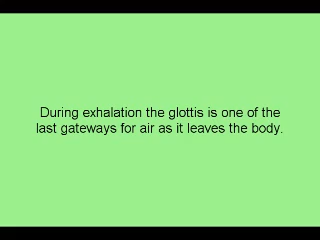 During exhalation the glottis is one of the
last gateways for air as it leaves the body.